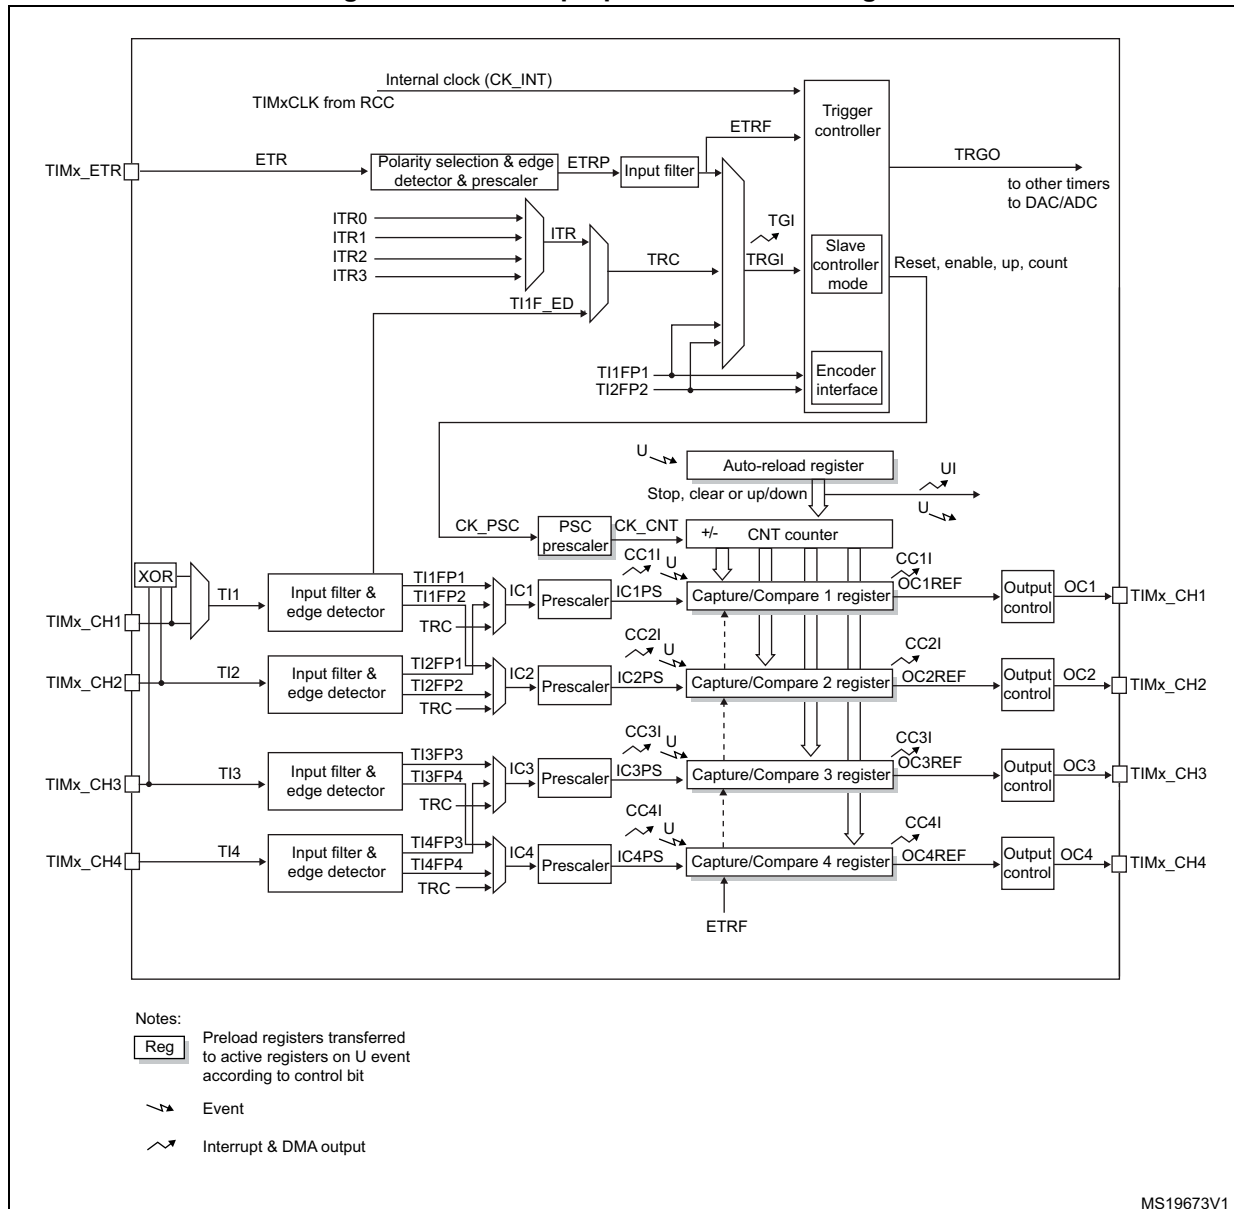 Internal clock (CK_INT)
TIMxCLK from RCC
Trigger
controller
ETRF
TIMx_ETR
ETR
Polarity selection & edge
detector & prescaler
ETRP
Input filter
TRGO
to other timers
to DAC/ADC
ITR0
ITR1
ITR2
ITR3
ITR
TRC
TI1F_ED
TGI
TRGI
Slave
controller
mode
Reset, enable, up, count
TI1FP1
TI2FP2
Encoder
interface
U
Auto-reload register
UI
Stop, clear or up/down
U
CK_PSC
PSC
prescaler
CK_CNT
+/-
CNT counter
XOR
TI1
TIMx_CH1
Input filter &
edge detector
TI1FP1
TI1FP2
TRC
IC1
Prescaler
IC1PS
CC1I
U
Capture/Compare 1 register
CC1I
OC1REF
Output
control
OC1
TIMx_CH1
TIMx_CH2
TI2
Input filter &
edge detector
TI2FP1
TI2FP2
TRC
IC2
Prescaler
IC2PS
CC2I
U
Capture/Compare 2 register
CC2I
OC2REF
Output
control
OC2
TIMx_CH2
TIMx_CH3
TI3
Input filter &
edge detector
TI3FP3
TI3FP4
TRC
IC3
Prescaler
IC3PS
CC3I
U
Capture/Compare 3 register
CC3I
OC3REF
Output
control
OC3
TIMx_CH3
TIMx_CH4
TI4
Input filter &
edge detector
TI4FP3
TI4FP4
TRC
IC4
Prescaler
IC4PS
CC4I
U
Capture/Compare 4 register
CC4I
OC4REF
Output
control
OC4
TIMx_CH4
ETRF
Notes:
Reg
Preload registers transferred
to active registers on U event
according to control bit
Event
Interrupt & DMA output
MS19673V1